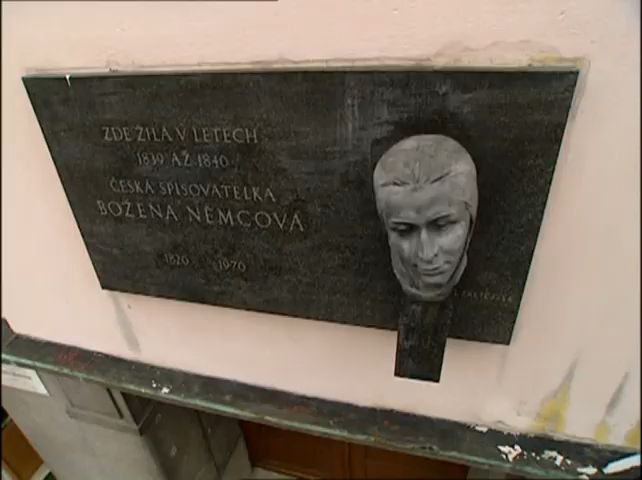 ZDE ŽILA V LETECH
1839 AŽ 1840
ČESKÁ SPISOVATELKA
BOŽENA NĚMCOVÁ
1820 1970